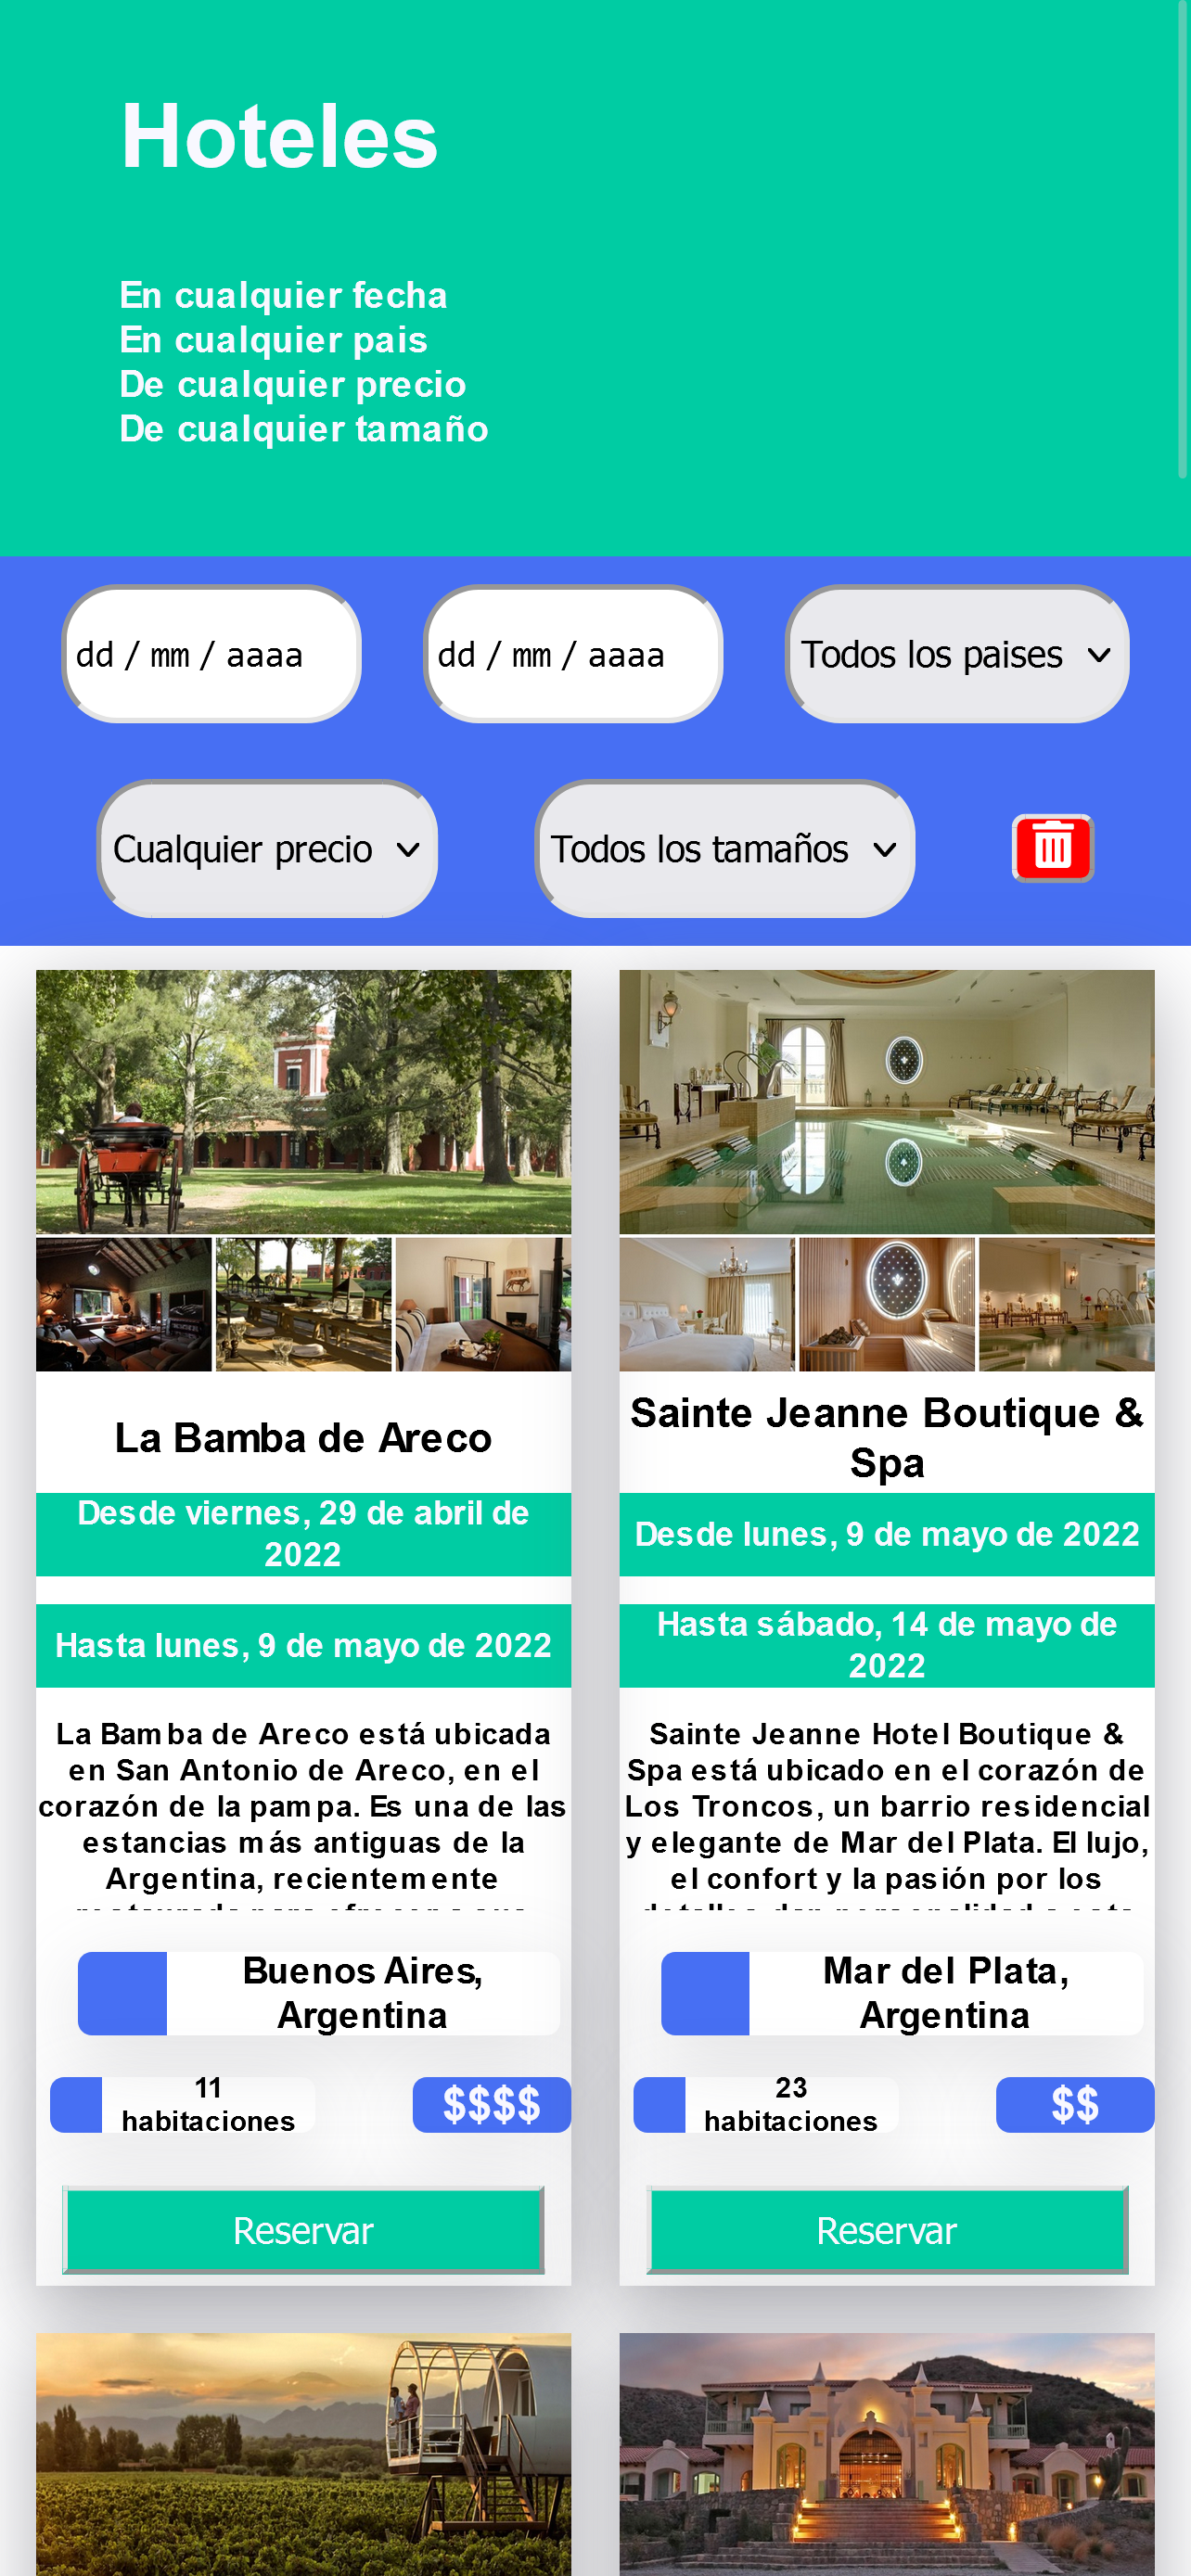 Hoteles
En cualquier fecha
En cualquier pais
De cualquier precio
De cualquier tamaño
dd / mm / aaaa
dd / mm / aaaa
Todos los paises
Cualquier precio
Todos los tamaños
La Bamba de Areco
Desde viernes, 29 de abril de
2022
Hasta lunes, 9 de mayo de 2022
La Bamba de Areco está ubicada
en San Antonio de Areco, en el
corazón de la pampa. Es una de las
estancias más antiguas de la
Argentina, recientemente
Buenos Aires,
Argentina
11
habitaciones
$$$$
Reservar
Sainte Jeanne Boutique &
Spa
Desde lunes, 9 de mayo de 2022
Hasta sábado, 14 de mayo de
2022
Sainte Jeanne Hotel Boutique &
Spa está ubicado en el corazón de
Los Troncos, un barrio residencial
y elegante de Mar del Plata. El lujo,
el confort y la pasión por los
Mar del Plata,
Argentina
23
habitaciones
$$
Reservar